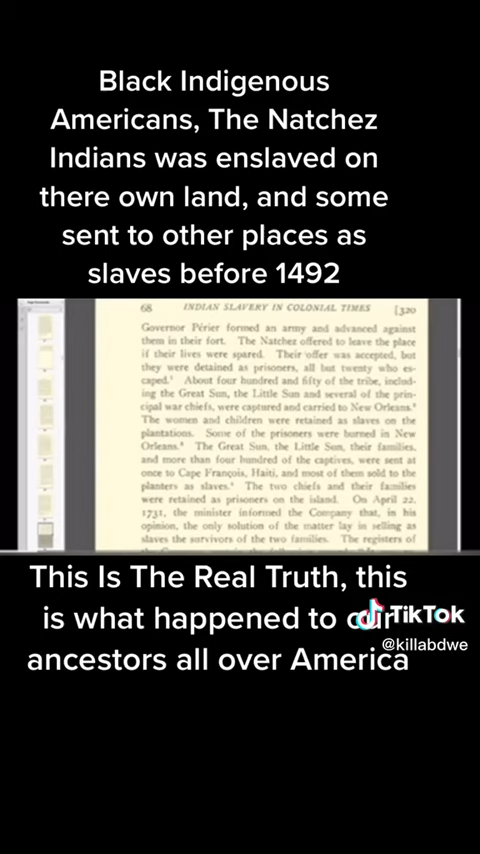 Black Indigenous
Americans, The Natchez
Indians was enslaved on
there own land, and some
sent to other places as
slaves before 1492
68 INDIAN SLAVERY IN COLONIAL TIMES [320
Governor Périer formed an army and advanced against
them in their fort. The Natchez offered to leave the place
if their lives were spared. Their offer was accepted, but
they were detained as prisoners, all but twenty who es-
caped.¹ About four hundred and fifty of the tribe, includ-
ing the Great Sun, the Little Sun and several of the prin-
cipal war chiefs, were captured and carried to New Orleans.²
The women and children were retained as slaves on the
plantations. Some of the prisoners were burned in New
Orleans.³ The Great Sun, the Little Sun, their families,
and more than four hundred of the captives, were sent at
once to Cape François, Haiti, and most of them sold to the
planters as slaves.⁴ The two chiefs and their families
were retained as prisoners on the island. On April 22,
1731, the minister informed the Company that, in his
opinion, the only solution of the matter lay in selling as
slaves the survivors of the two families. The registers of
This Is The Real Truth, this
is what happened to our
TikTok
@killabdwe
ancestors all over America